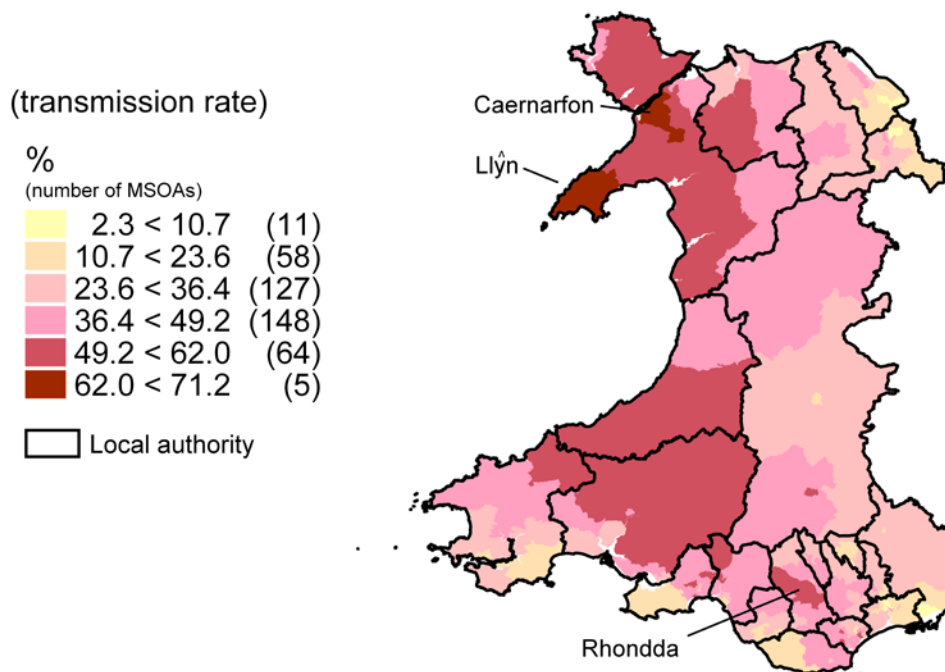 (transmission rate)
%
(number of MSOAs)
2.3 < 10.7 (11)
10.7 < 23.6 (58)
23.6 < 36.4 (127)
36.4 < 49.2 (148)
49.2 < 62.0 (64)
62.0 < 71.2 (5)
Local authority
Caernarfon
Llŷn
Rhondda